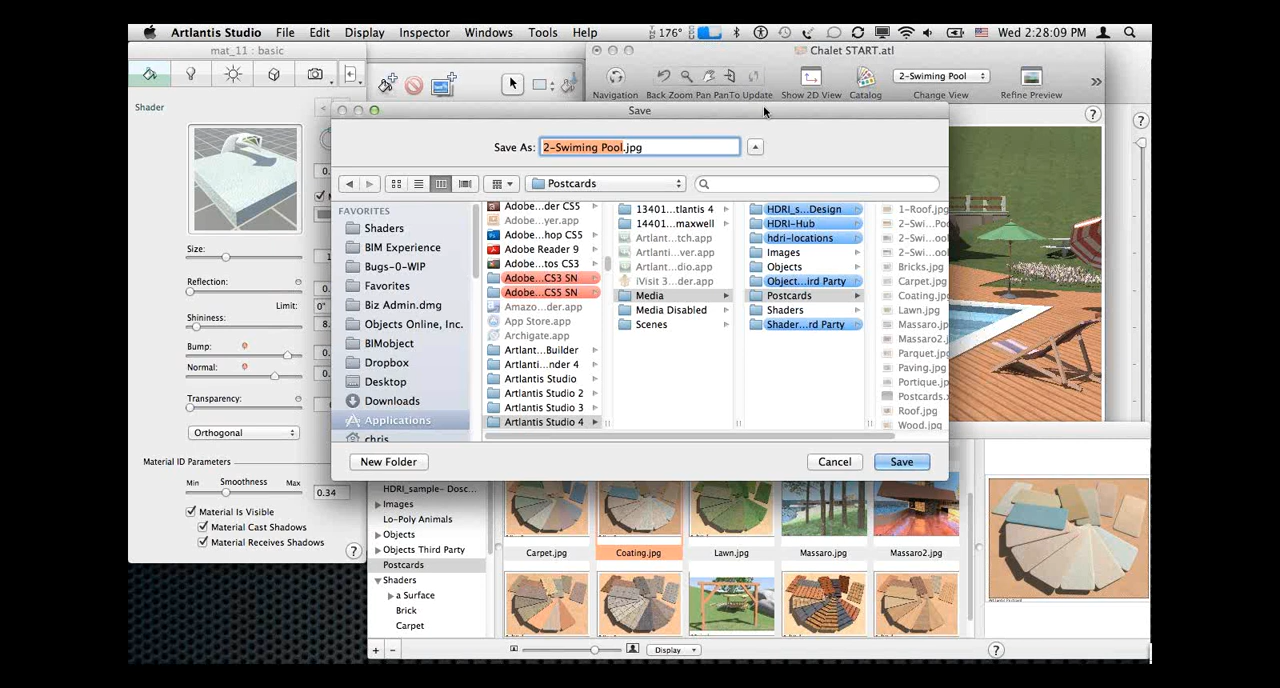 Artlantis Studio File Edit Display Inspector Windows Tools Help 176° Wed 2:28:09 PM
mat_11 : basic
Chalet START.atl
2-Swiming Pool
Navigation Back Zoom Pan PanTo Update Show 2D View Catalog Change View Refine Preview
Shader
Save
Save As: 2-Swiming Pool.jpg
Postcards
FAVORITES
Shaders
BIM Experience
Bugs-0-WIP
Favorites
Biz Admin.dmg
Objects Online, Inc.
BIMobject
Dropbox
Desktop
Downloads
Applications
chris
Adobe...der CS5
Adobe...yer.app
Adobe...hop CS5
Adobe Reader 9
Adobe...tos CS3
Adobe...CS3 SN
Adobe...CS5 SN
Amazo...der.app
App Store.app
Archigate.app
Artlant...Builder
Artlanti...nder 4
Artlantis Studio
Artlantis Studio 2
Artlantis Studio 3
Artlantis Studio 4
13401...tlantis 4
14401...maxwell
Artlant...tch.app
Artlanti...ver.app
Artlant...dio.app
iVisit 3...der.app
Media
Media Disabled
Scenes
HDRI_s...Design
HDRI-Hub
hdri-locations
Images
Objects
Object...ird Party
Postcards
Shaders
Shader...rd Party
1-Roof.jpg
2-Swi...ool
2-Swi...ool
Bricks.jpg
Carpet.jpg
Coating.jpg
Lawn.jpg
Massaro.jpg
Massaro2.jpg
Parquet.jpg
Paving.jpg
Portique.jpg
Postcards.x
Roof.jpg
Wood.jpg
New Folder Cancel Save
Size:
Reflection:
Limit: 0°
Shininess: 8.
Bump: 0.
Normal: 0.
Transparency:
Orthogonal
Material ID Parameters
Min Smoothness Max
0.34
Material Is Visible
Material Cast Shadows
Material Receives Shadows
HDRI_sample- Dosc...
Images
Lo-Poly Animals
Objects
Objects Third Party
Postcards
Shaders
a Surface
Brick
Carpet
Carpet.jpg Coating.jpg Lawn.jpg Massaro.jpg Massaro2.jpg
Display